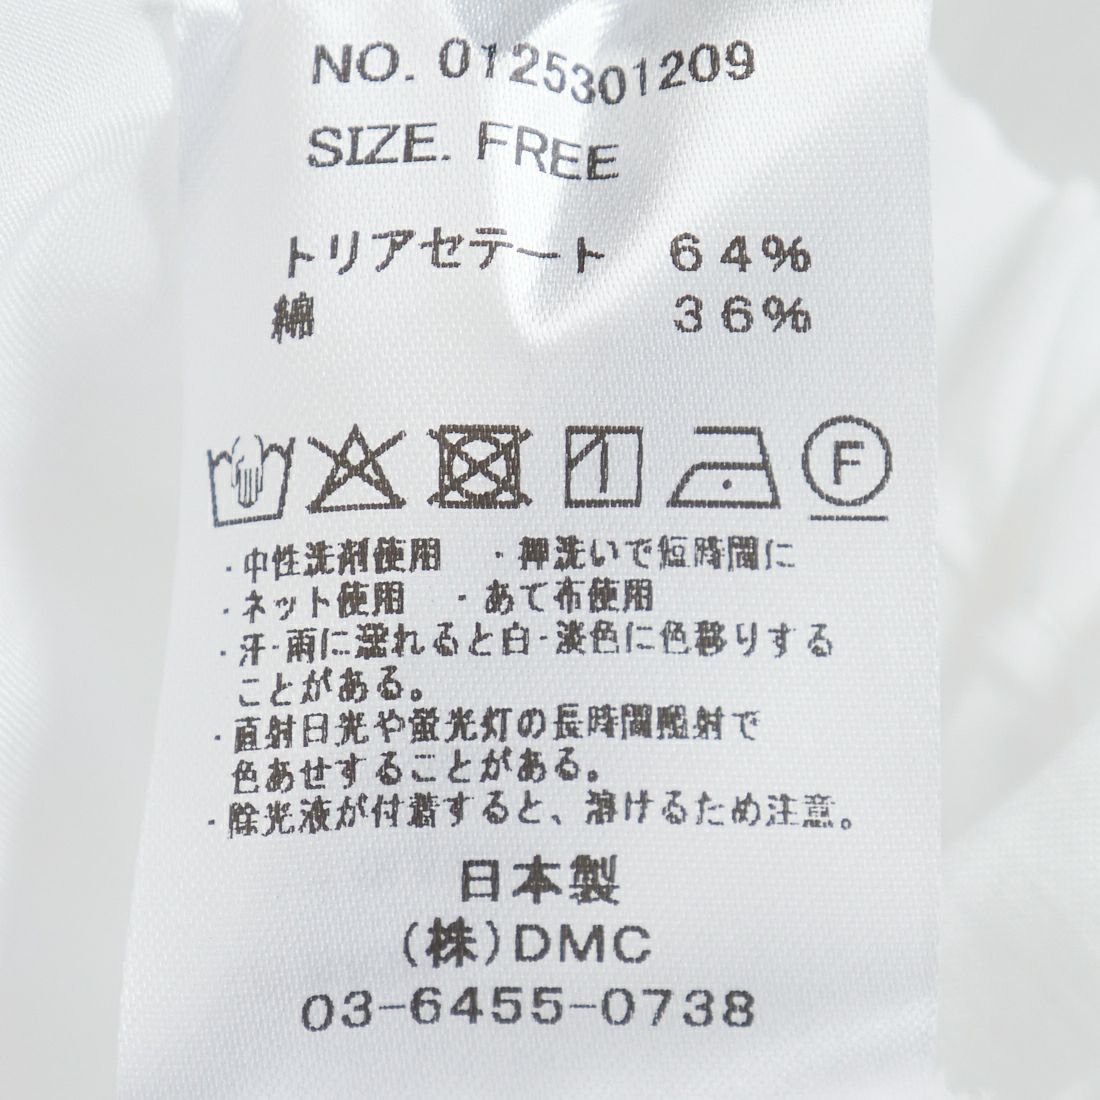 NO. 0125301209
SIZE. FREE
トリアセテート 64%
綿 36%
F
・中性洗剤使用 ・押洗いで短時間に
・ネット使用 ・あて布使用
・汗・雨に濡れると白・淡色に色移りする
ことがある。
・直射日光や蛍光灯の長時間照射で
色あせすることがある。
・除光液が付着すると、溶けるため注意。
日本製
(株)DMC
03-6455-0738